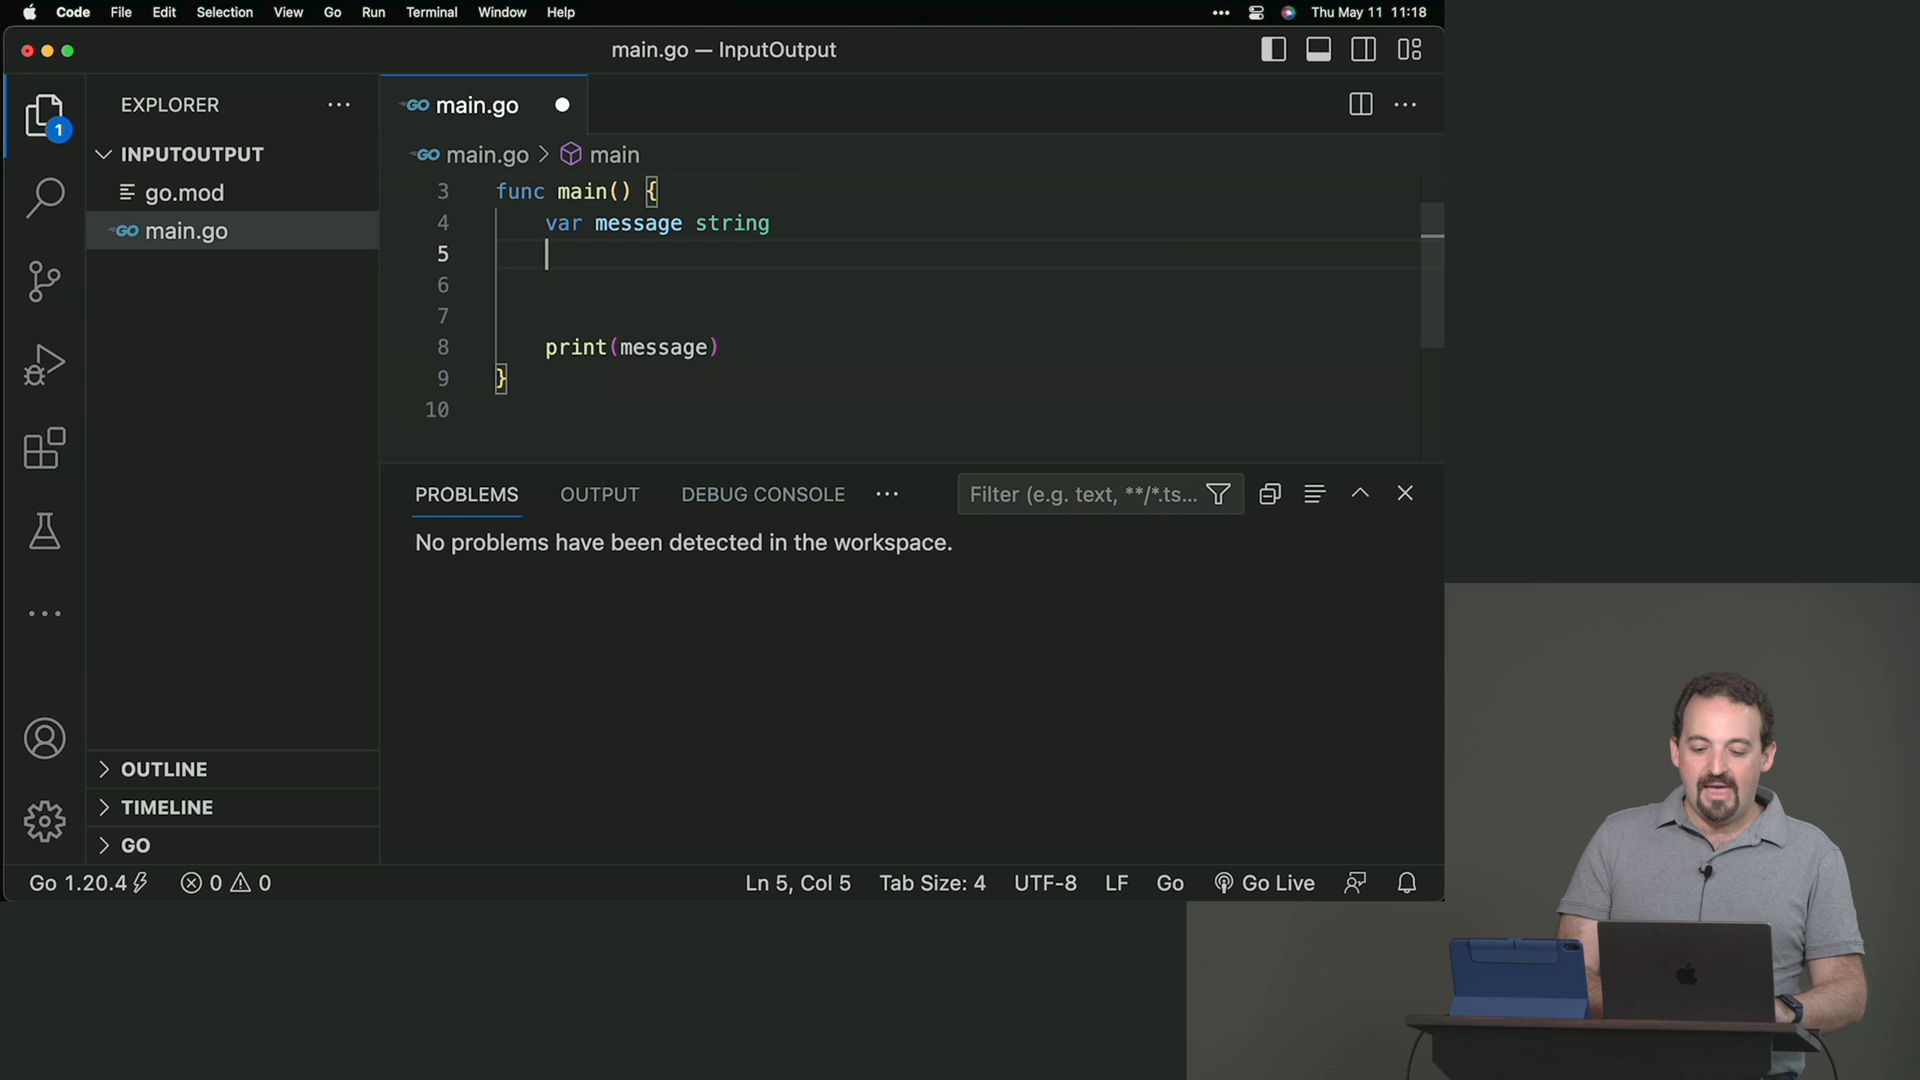 Code File Edit Selection View Go Run Terminal Window Help Thu May 11 11:18
main.go — InputOutput
EXPLORER
1
INPUTOUTPUT
go.mod
GO main.go
OUTLINE
TIMELINE
GO
GO main.go
GO main.go > main
3 func main() {
4 var message string
5
6
7
8 print(message)
9 }
10
PROBLEMS OUTPUT DEBUG CONSOLE Filter (e.g. text, **/*.ts...
No problems have been detected in the workspace.
Go 1.20.4 0 0 Ln 5, Col 5 Tab Size: 4 UTF-8 LF Go Go Live